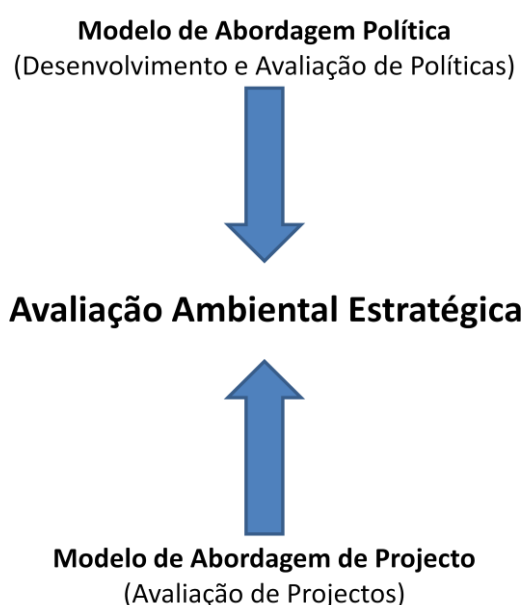 Modelo de Abordagem Política
(Desenvolvimento e Avaliação de Políticas)
Avaliação Ambiental Estratégica
Modelo de Abordagem de Projecto
(Avaliação de Projectos)